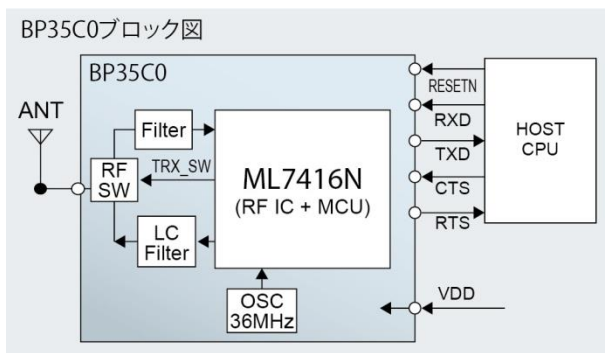 BP35C0ブロック図
BP35C0
ANT
Filter
RF
SW
TRX_SW
LC
Filter
ML7416N
(RF IC + MCU)
OSC
36MHz
RESETN
RXD
TXD
CTS
RTS
VDD
HOST
CPU